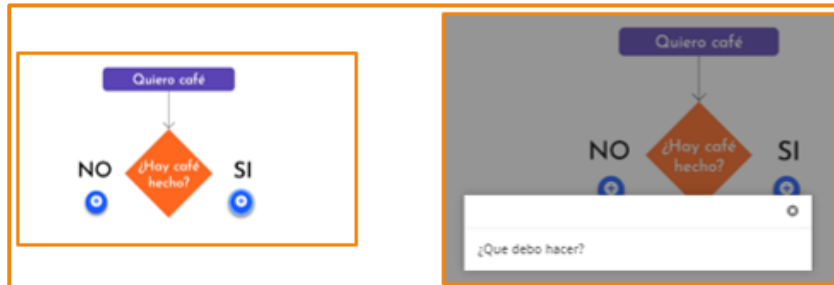 Quiero café
¿Hay café
hecho?
NO
SI
Quiero café
¿Hay café
hecho?
NO
SI
¿Que debo hacer?